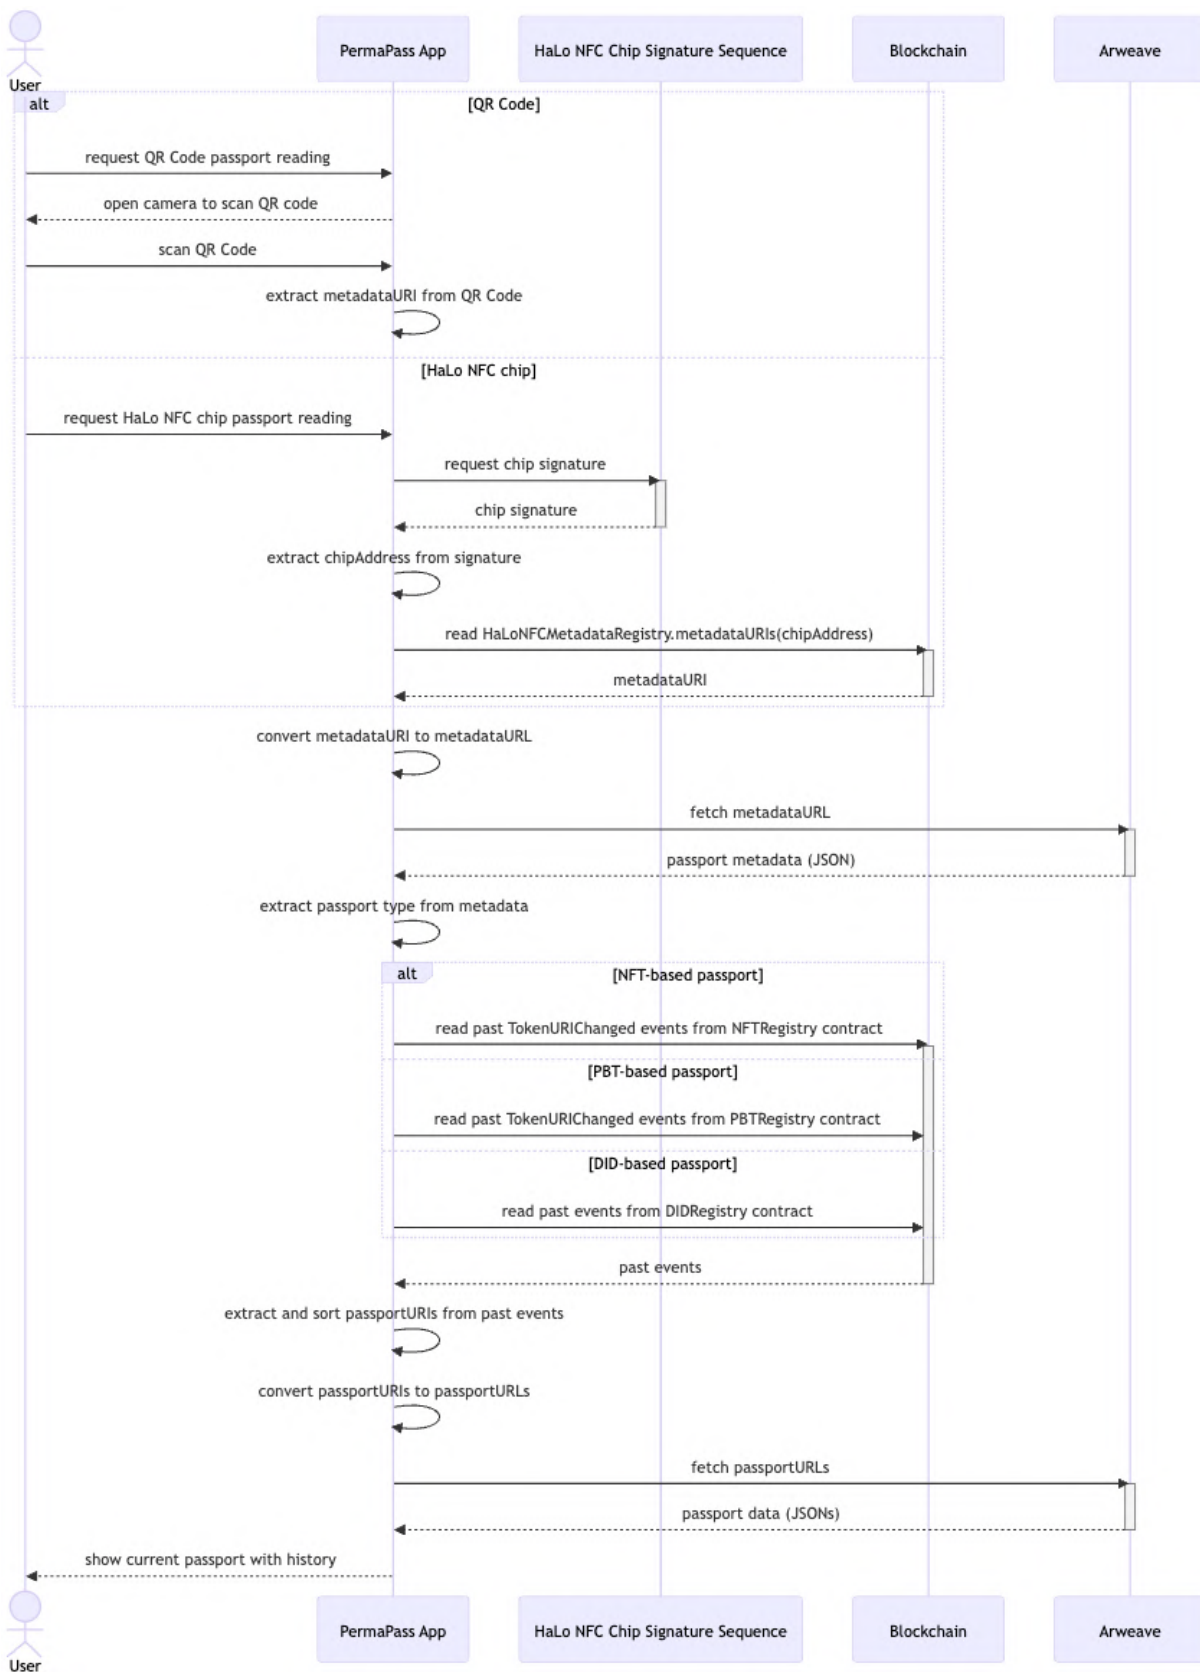 PermaPass App
HaLo NFC Chip Signature Sequence
Blockchain
Arweave
User
alt
[QR Code]
request QR Code passport reading
open camera to scan QR code
scan QR Code
extract metadataURI from QR Code
[HaLo NFC chip]
request HaLo NFC chip passport reading
request chip signature
chip signature
extract chipAddress from signature
read HaLoNFCMetadataRegistry.metadataURIs(chipAddress)
metadataURI
convert metadataURI to metadataURL
fetch metadataURL
passport metadata (JSON)
extract passport type from metadata
alt
[NFT-based passport]
read past TokenURIChanged events from NFTRegistry contract
[PBT-based passport]
read past TokenURIChanged events from PBTRegistry contract
[DID-based passport]
read past events from DIDRegistry contract
past events
extract and sort passportURIs from past events
convert passportURIs to passportURLs
fetch passportURLs
passport data (JSONs)
show current passport with history
PermaPass App
HaLo NFC Chip Signature Sequence
Blockchain
Arweave
User